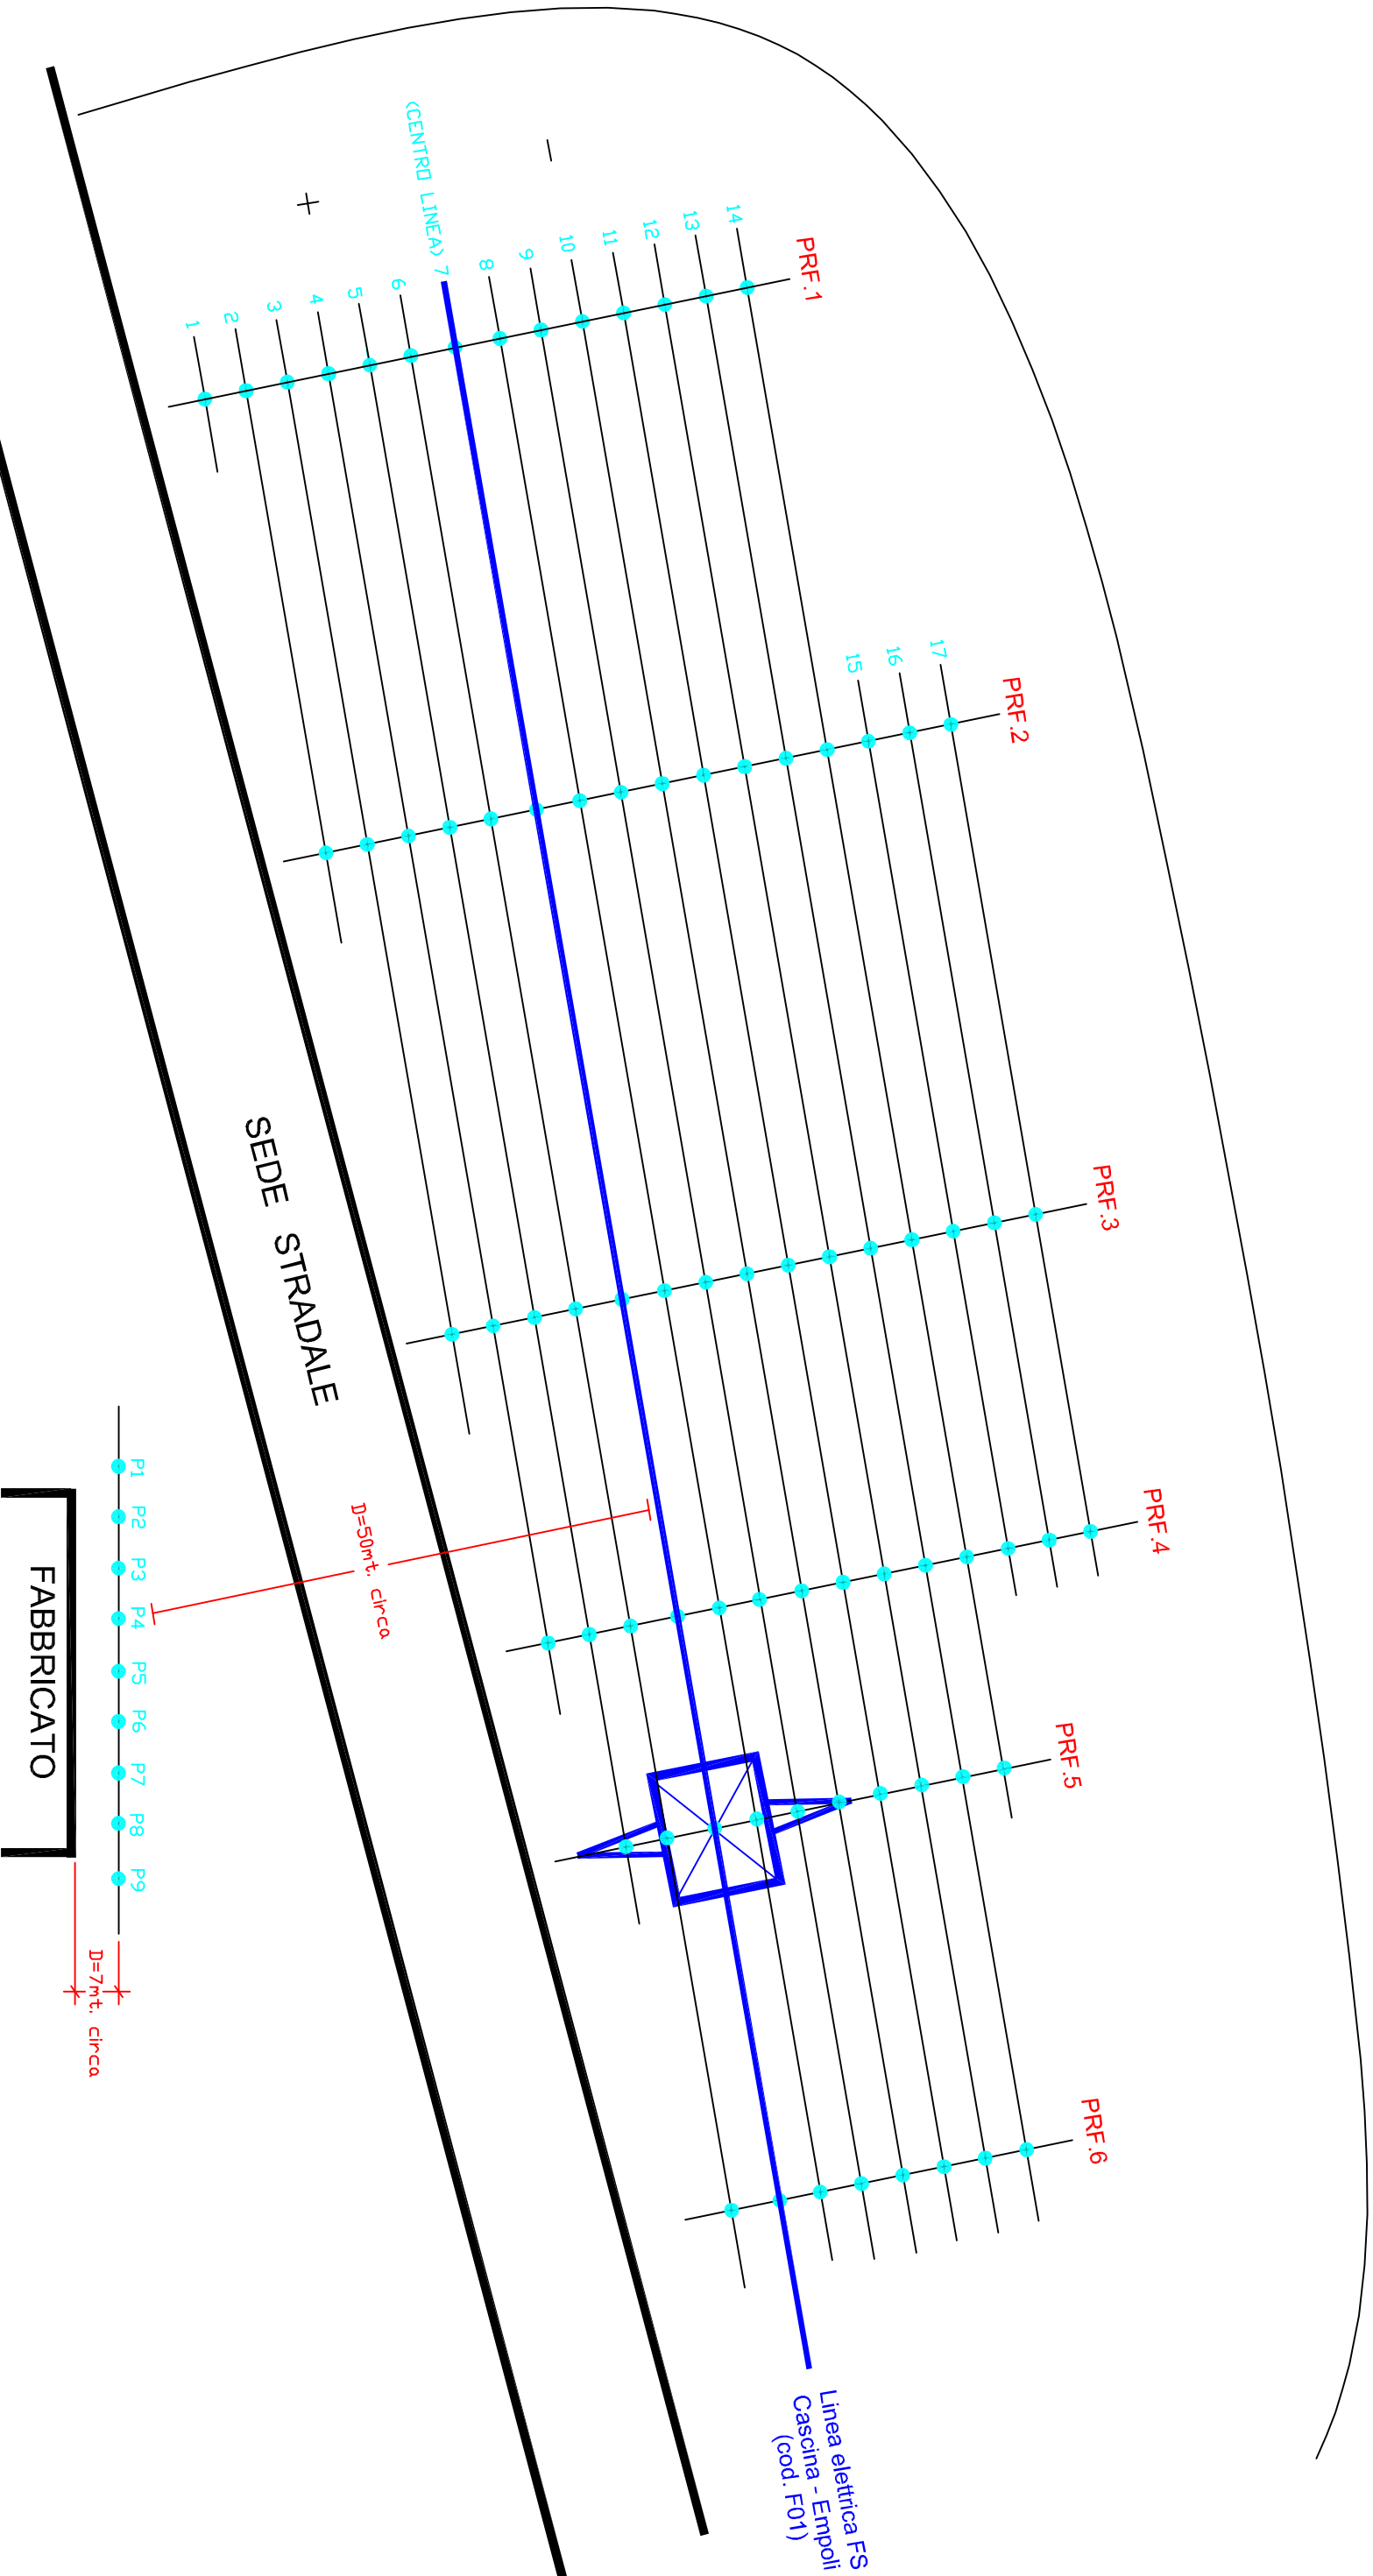 PRF.1
14
13
12
11
10
9
8
(CENTRO LINEA) 7
6
5
4
3
2
1
PRF.2
17
16
15
PRF.3
PRF.4
PRF.5
PRF.6
SEDE STRADALE
D=50mt. circa
P1
P2
P3
P4
P5
P6
P7
P8
P9
FABBRICATO
D=7mt. circa
Linea elettrica FS
Cascina - Empoli
(cod. F01)